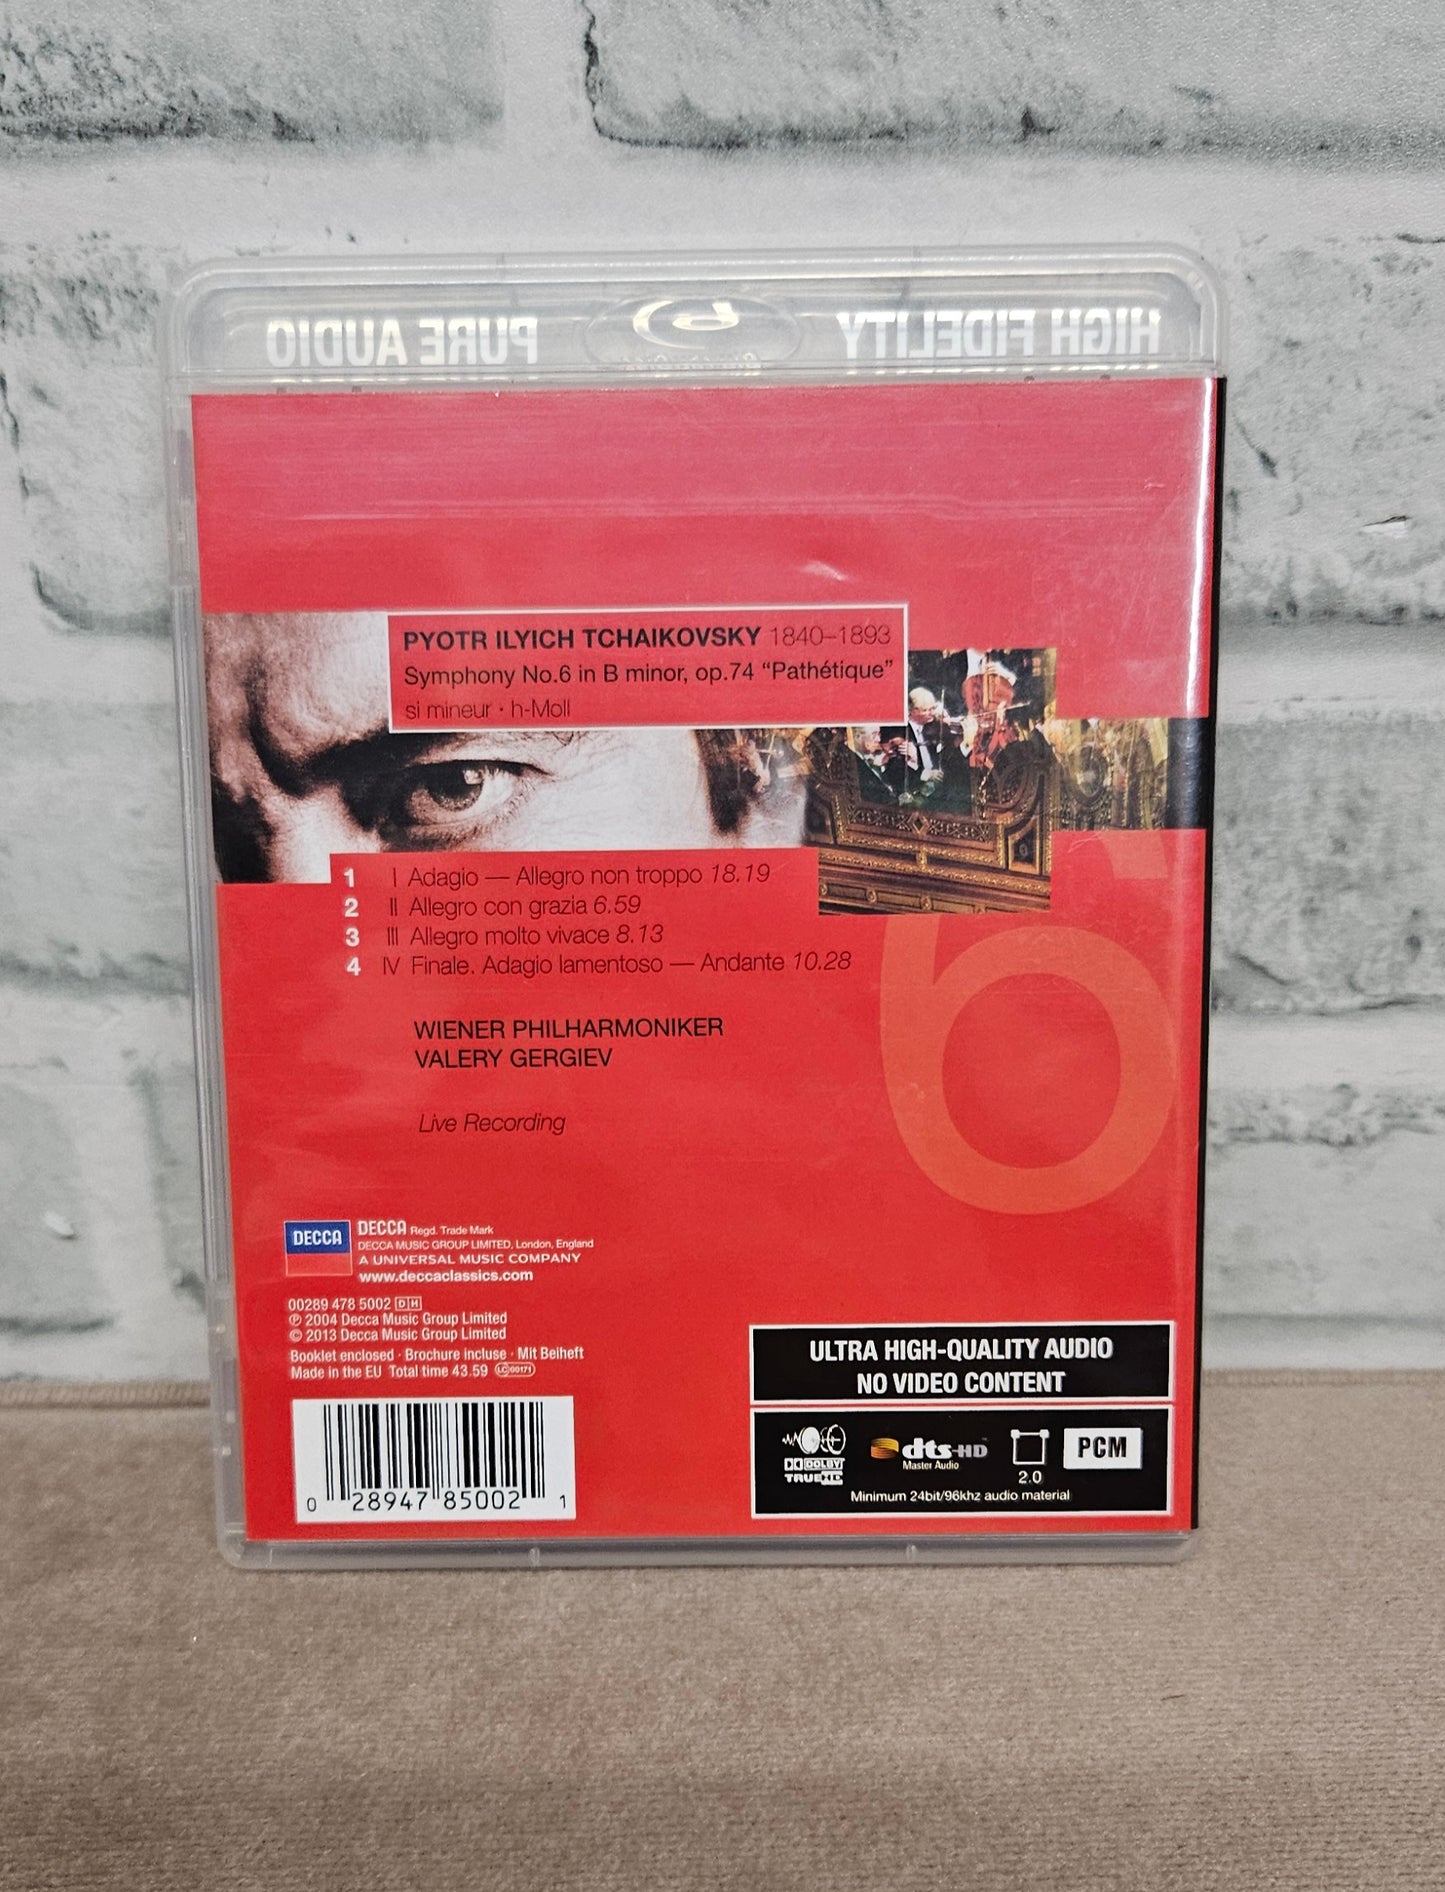 HIGH FIDELITY
PURE AUDIO
PYOTR ILYICH TCHAIKOVSKY 1840–1893
Symphony No.6 in B minor, op.74 “Pathétique”
si mineur · h-Moll
1 I Adagio — Allegro non troppo 18.19
2 II Allegro con grazia 6.59
3 III Allegro molto vivace 8.13
4 IV Finale. Adagio lamentoso — Andante 10.28
6
WIENER PHILHARMONIKER
VALERY GERGIEV
Live Recording
DECCA
DECCA Regd. Trade Mark
DECCA MUSIC GROUP LIMITED, London, England
A UNIVERSAL MUSIC COMPANY
www.deccaclassics.com
00289 478 5002 DH
℗ 2004 Decca Music Group Limited
© 2013 Decca Music Group Limited
Booklet enclosed · Brochure incluse · Mit Beiheft
Made in the EU Total time 43.59 LC 00171
0 28947 85002 1
ULTRA HIGH-QUALITY AUDIO
NO VIDEO CONTENT
DOLBY
TRUEHD
dts-HD
Master Audio
2.0
PCM
Minimum 24bit/96khz audio material